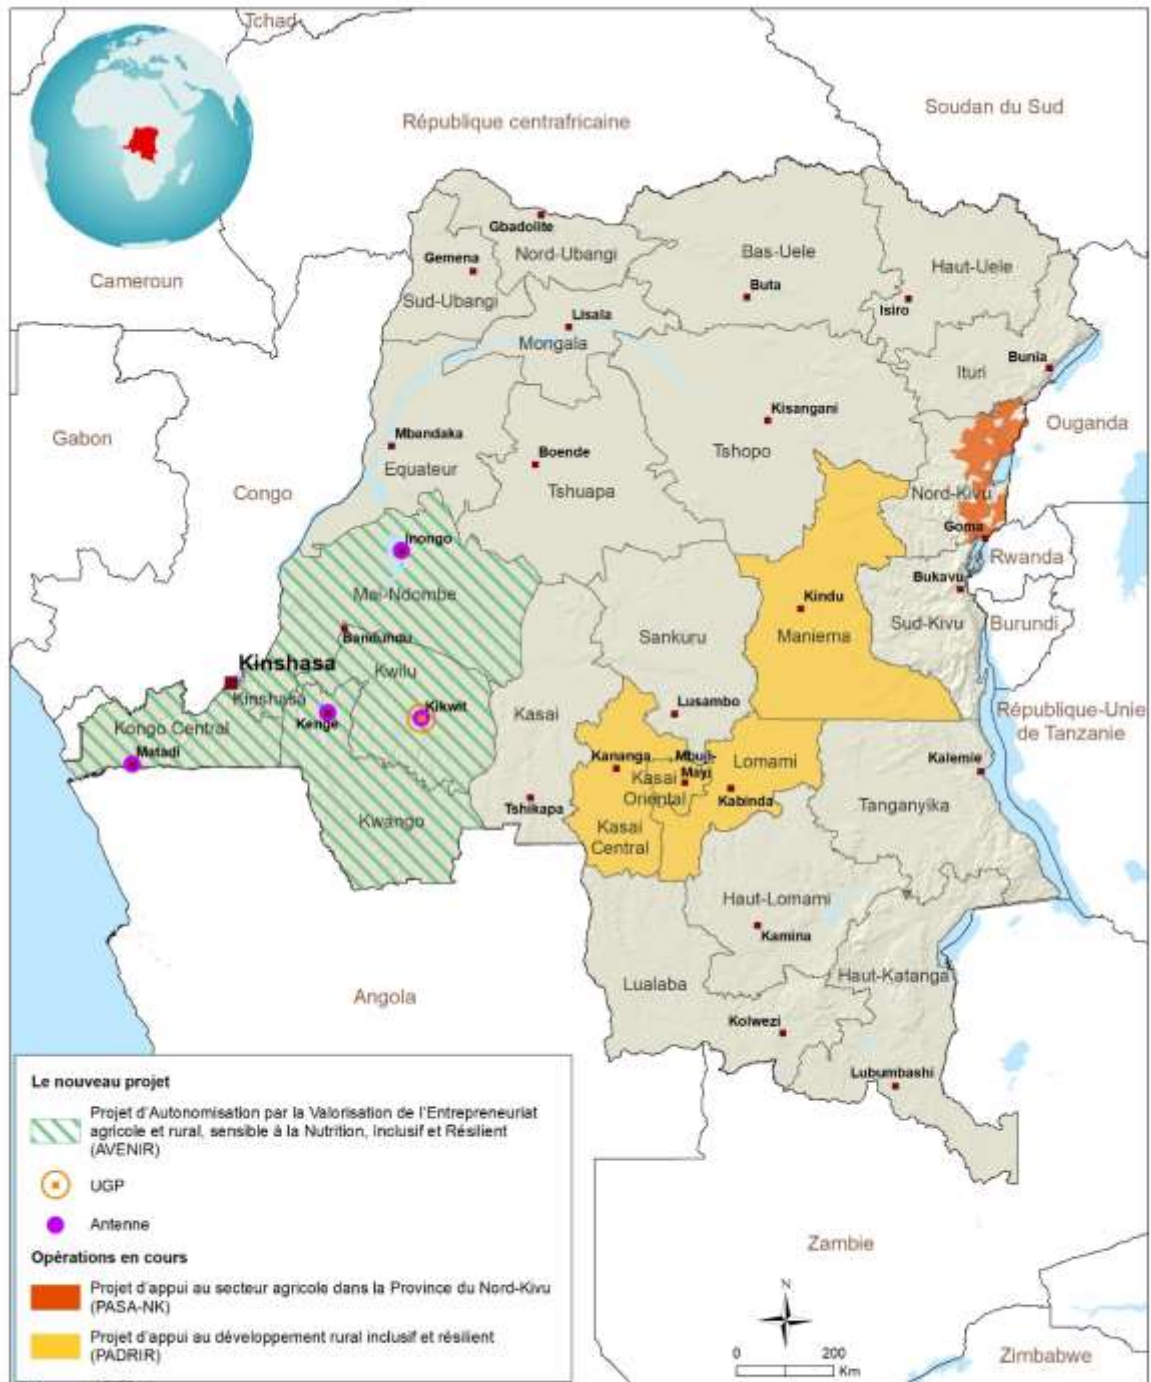 Tchad
Soudan du Sud
République centrafricaine
Gbadolite
Nord-Ubangi
Bas-Uele
Gemena
Haut-Uele
Cameroun
Buta
Sud-Ubangi
Isiro
Lisala
Mongala
Bunia
Ituri
Kisangani
Ouganda
Gabon
Mbandaka
Tshopo
Equateur
Boende
Tshuapa
Congo
Nord-Kivu
Goma
Inongo
Rwanda
Bukavu
Mai-Ndombe
Kindu
Burundi
Sud-Kivu
Bandundu
Sankuru
Maniema
Kinshasa
Kwilu
Kinshasa
Lusambo
Kikwit
République-Unie
de Tanzanie
Kasai
Kongo Central
Kenge
Matadi
Kananga
Mbuji-
Mayi
Lomami
Kalemie
Kasai
Oriental
Kabinda
Tshikapa
Tanganyika
Kwango
Kasai
Central
Haut-Lomami
Kamina
Haut-Katanga
Lualaba
Angola
Kolwezi
Lubumbashi
Le nouveau projet
Projet d'Autonomisation par la Valorisation de l'Entrepreneuriat
agricole et rural, sensible à la Nutrition, Inclusif et Résilient
(AVENIR)
UGP
Antenne
Opérations en cours
Projet d'appui au secteur agricole dans la Province du Nord-Kivu
(PASA-NK)
Projet d'appui au développement rural inclusif et résilient
(PADRIR)
Zambie
N
0 200
Km
Zimbabwe